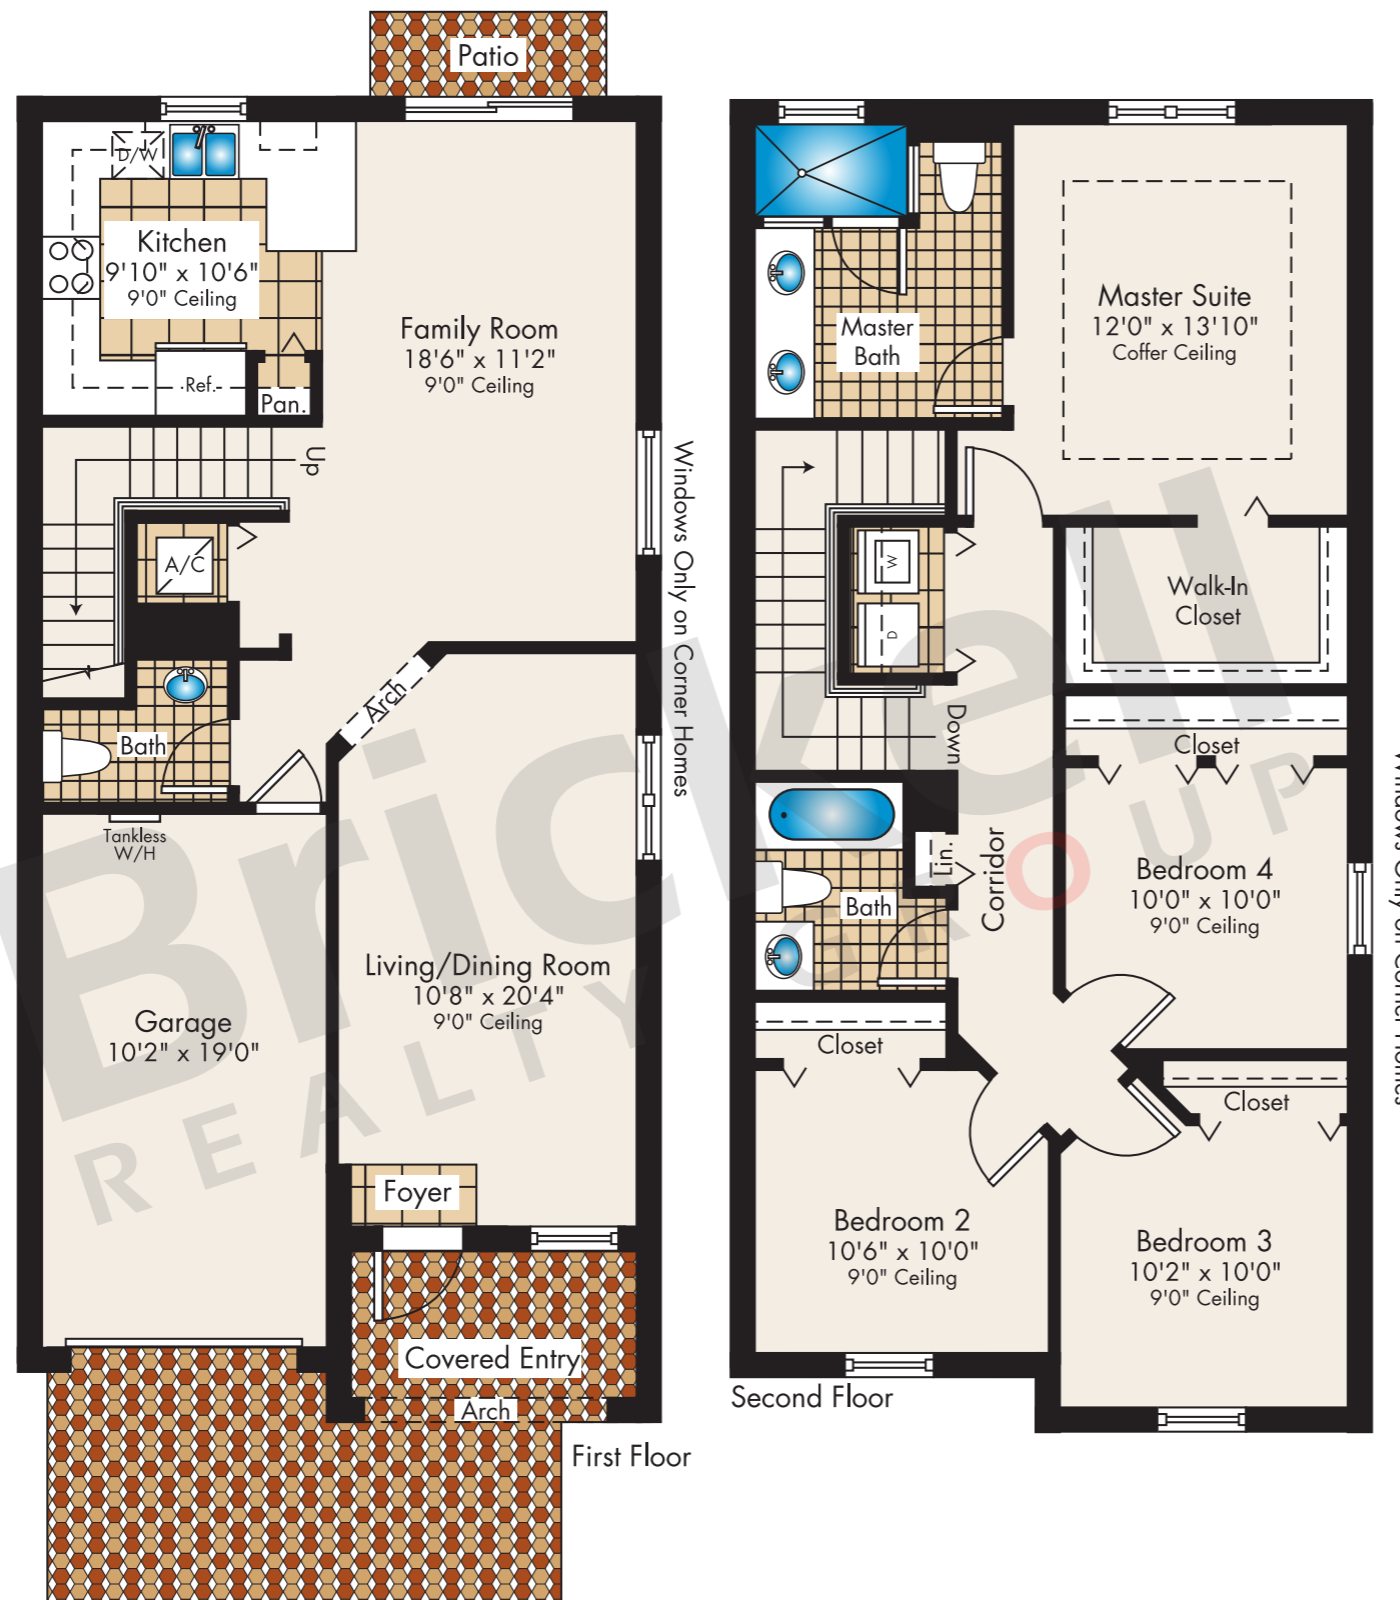 Patio
D/W
Kitchen
9'10" x 10'6"
9'0" Ceiling
Ref.
Pan.
Family Room
18'6" x 11'2"
9'0" Ceiling
Up
A/C
Windows Only on Corner Homes
Arch
Bath
Tankless
W/H
Living/Dining Room
10'8" x 20'4"
9'0" Ceiling
Garage
10'2" x 19'0"
Foyer
Covered Entry
Arch
First Floor
Master
Bath
Master Suite
12'0" x 13'10"
Coffer Ceiling
W
D
Walk-In
Closet
Down
Closet
Lin.
Corridor
Bath
Bedroom 4
10'0" x 10'0"
9'0" Ceiling
Windows Only on Corner Homes
Closet
Closet
Bedroom 2
10'6" x 10'0"
9'0" Ceiling
Bedroom 3
10'2" x 10'0"
9'0" Ceiling
Second Floor
Brickell
REALTY GROUP